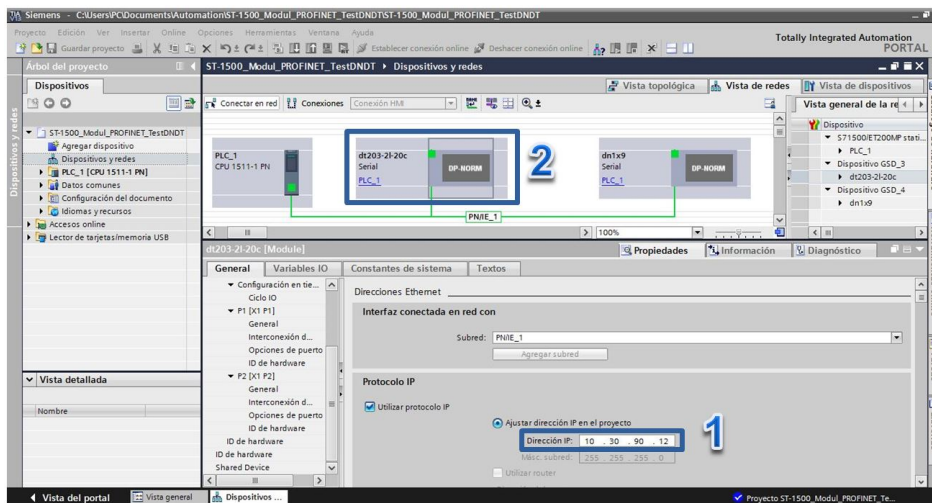 Siemens - C:\Users\PC\Documents\Automation\ST-1500_Modul_PROFINET_TestDNDT\ST-1500_Modul_PROFINET_TestDNDT
Proyecto Edición Ver Insertar Online Opciones Herramientas Ventana Ayuda
Totally Integrated Automation
PORTAL
Guardar proyecto Establecer conexión online Deshacer conexión online
Árbol del proyecto
ST-1500_Modul_PROFINET_TestDNDT Dispositivos y redes
Dispositivos
Vista topológica Vista de redes Vista de dispositivos
Conectar en red Conexiones Conexión HMI
Vista general de la re
Dispositivos y redes
ST-1500_Modul_PROFINET_TestDNDT
Agregar dispositivo
Dispositivos y redes
PLC_1 [CPU 1511-1 PN]
Datos comunes
Configuración del documento
Idiomas y recursos
Accesos online
Lector de tarjetas/memoria USB
PLC_1
CPU 1511-1 PN
dt203-2l-20c
Serial
PLC_1
DP-NORM
2
dn1x9
Serial
PLC_1
DP-NORM
PN/IE_1
Dispositivo
S71500/ET200MP stati...
PLC_1
Dispositivo GSD_3
dt203-2l-20c
Dispositivo GSD_4
dn1x9
100%
dt203-2l-20c [Module]
Propiedades Información Diagnóstico
General Variables IO Constantes de sistema Textos
Configuración en tie...
Ciclo IO
P1 [X1 P1]
General
Interconexión d...
Opciones de puerto
ID de hardware
P2 [X1 P2]
General
Interconexión d...
Opciones de puerto
ID de hardware
ID de hardware
ID de hardware
Shared Device
Direcciones Ethernet
Interfaz conectada en red con
Subred: PN/IE_1
Agregar subred
Protocolo IP
Utilizar protocolo IP
Ajustar dirección IP en el proyecto
Dirección IP: 10 . 30 . 90 . 12
1
Másc. subred: 255 . 255 . 255 . 0
Utilizar router
Vista detallada
Nombre
Vista del portal Vista general Dispositivos ...
Proyecto ST-1500_Modul_PROFINET_Te...